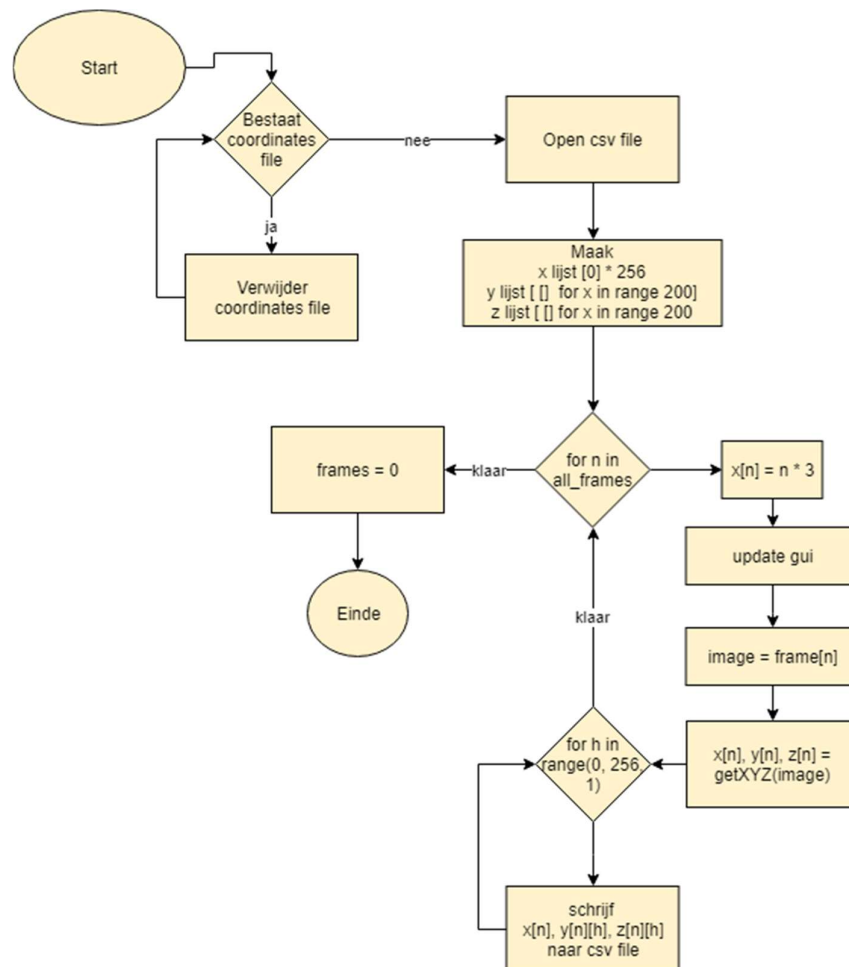 Start
Bestaat
coordinates
file
nee
Open csv file
ja
Verwijder
coordinates file
Maak
x lijst [0] * 256
y lijst [ []  for x in range 200]
z lijst [ [] for x in range 200
for n in
all_frames
klaar
frames = 0
Einde
x[n] = n * 3
update gui
image = frame[n]
x[n], y[n], z[n] =
getXYZ(image)
for h in
range(0, 256,
1)
klaar
schrijf
x[n], y[n][h], z[n][h]
naar csv file